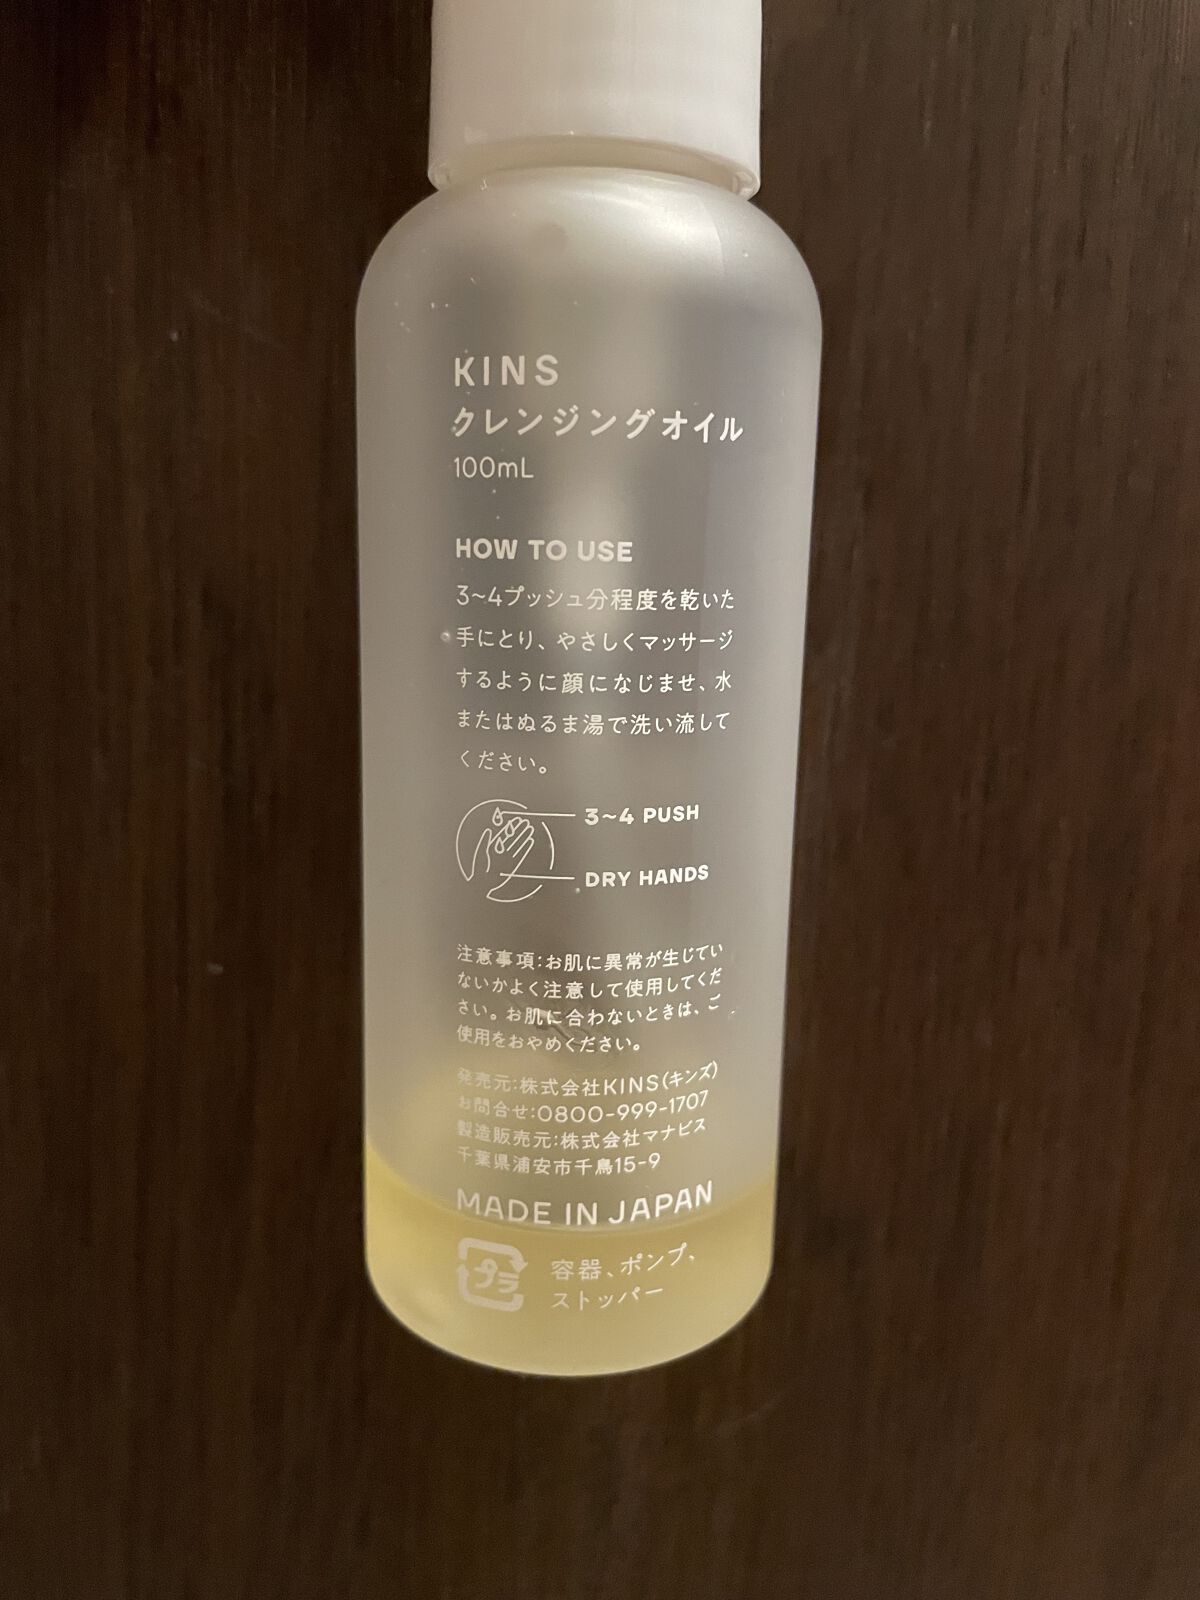 KINS
クレンジングオイル
100mL
HOW TO USE
3~4プッシュ分程度を乾いた
手にとり、やさしくマッサージ
するように顔になじませ、水
またはぬるま湯で洗い流して
ください。
3~4 PUSH
DRY HANDS
注意事項:お肌に異常が生じてい
ないかよく注意して使用してくだ
さい。お肌に合わないときは、ご
使用をおやめください。
発売元:株式会社KINS(キンズ)
お問合せ:0800-999-1707
製造販売元:株式会社マナビス
千葉県浦安市千鳥15-9
MADE IN JAPAN
プラ
容器、ポンプ、
ストッパー